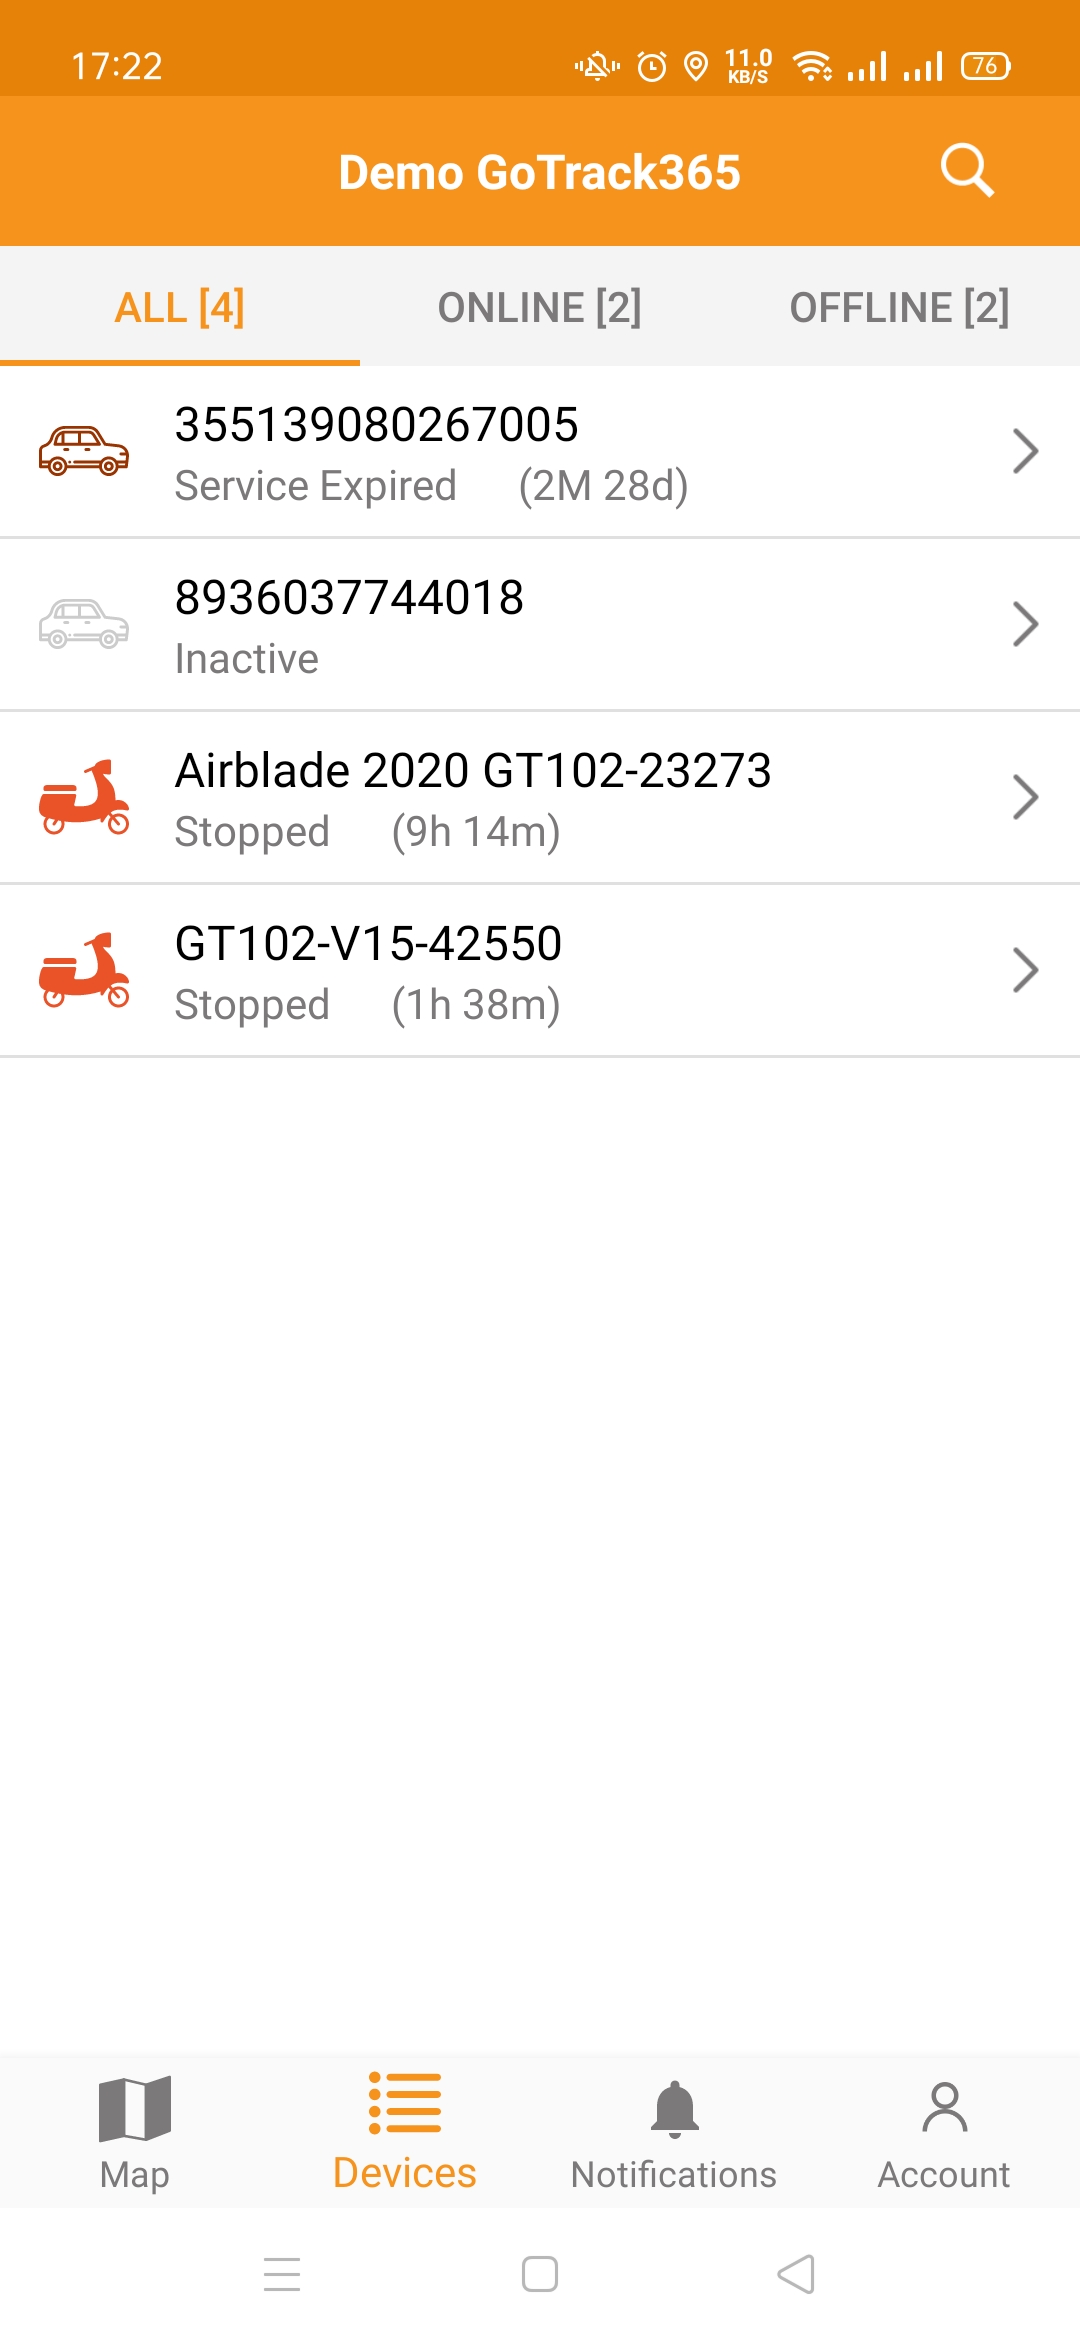 17:22
11.0
KB/S
76
Demo GoTrack365
ALL [4] ONLINE [2] OFFLINE [2]
355139080267005
Service Expired (2M 28d)
8936037744018
Inactive
Airblade 2020 GT102-23273
Stopped (9h 14m)
GT102-V15-42550
Stopped (1h 38m)
Map Devices Notifications Account